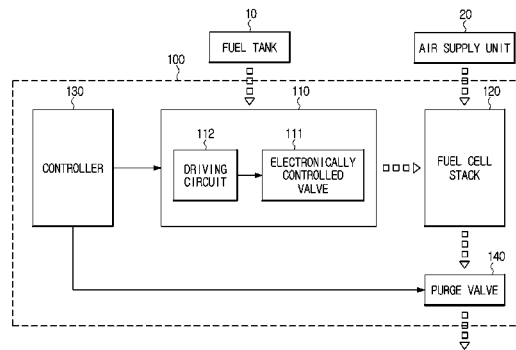 10
20
FUEL TANK
AIR SUPPLY UNIT
100
130
110
120
112
111
CONTROLLER
DRIVING
CIRCUIT
ELECTRONICALLY
CONTROLLED
VALVE
FUEL CELL
STACK
140
PURGE VALVE